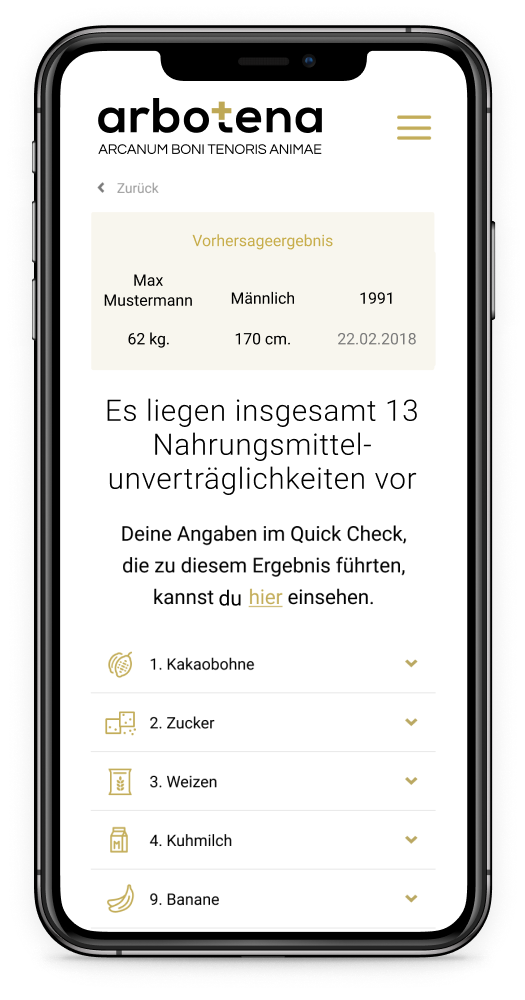 arbotena
ARCANUM BONI TENORIS ANIMAE
Zurück
Vorhersageergebnis
Max
Mustermann
Männlich
1991
62 kg.
170 cm.
22.02.2018
Es liegen insgesamt 13
Nahrungsmittel-
unverträglichkeiten vor
Deine Angaben im Quick Check,
die zu diesem Ergebnis führten,
kannst du hier einsehen.
1. Kakaobohne
2. Zucker
3. Weizen
M
4. Kuhmilch
9. Banane